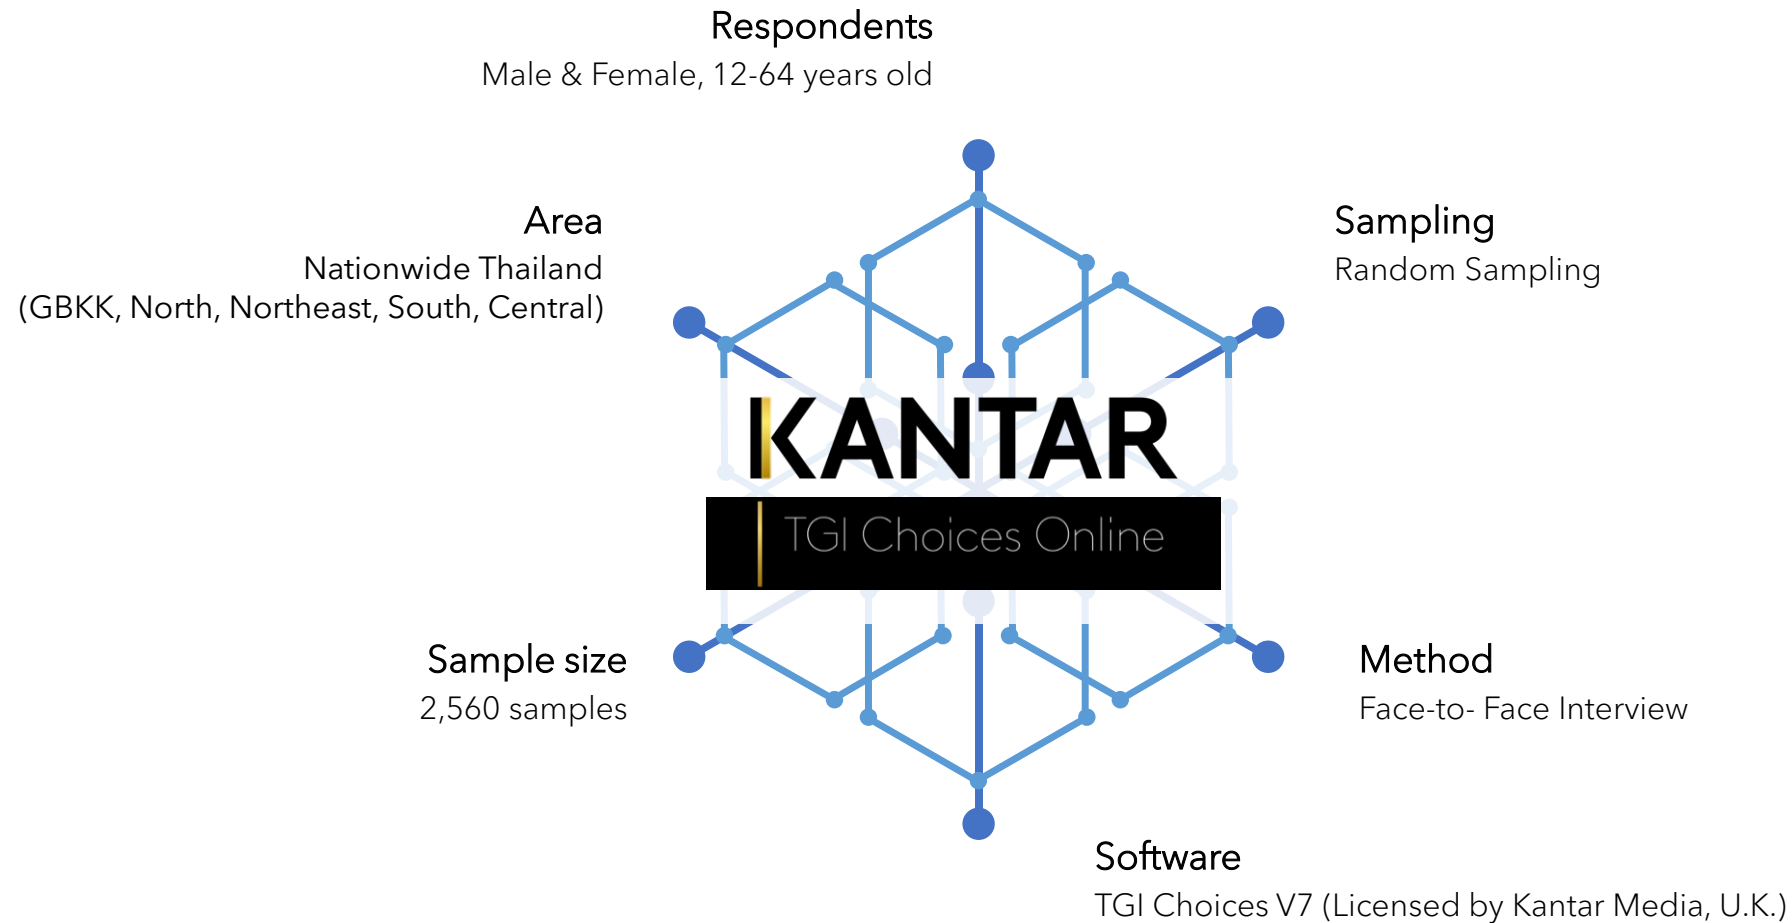 Respondents
Male & Female, 12-64 years old
Area
Nationwide Thailand
(GBKK, North, Northeast, South, Central)
Sampling
Random Sampling
KANTAR
TGI Choices Online
Sample size
2,560 samples
Method
Face-to- Face Interview
Software
TGI Choices V7 (Licensed by Kantar Media, U.K.)